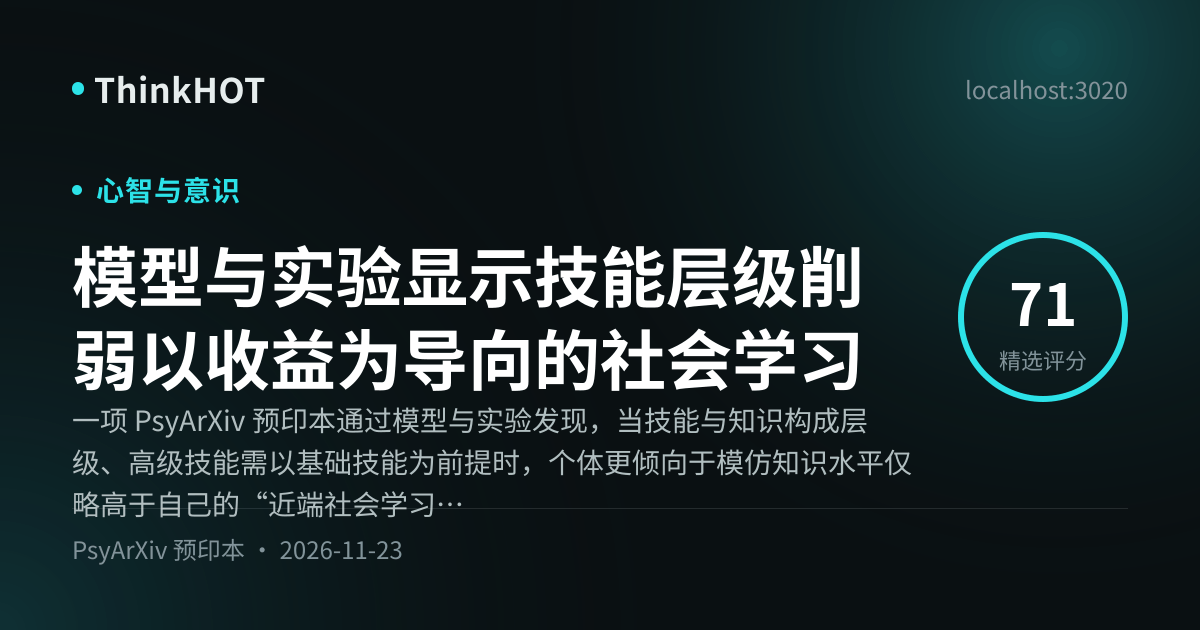 ThinkHOT
localhost:3020
心智与意识
模型与实验显示技能层级削
弱以收益为导向的社会学习
71
精选评分
一项 PsyArXiv 预印本通过模型与实验发现，当技能与知识构成层
级、高级技能需以基础技能为前提时，个体更倾向于模仿知识水平仅
略高于自己的“近端社会学习…
PsyArXiv 预印本 · 2026-11-23